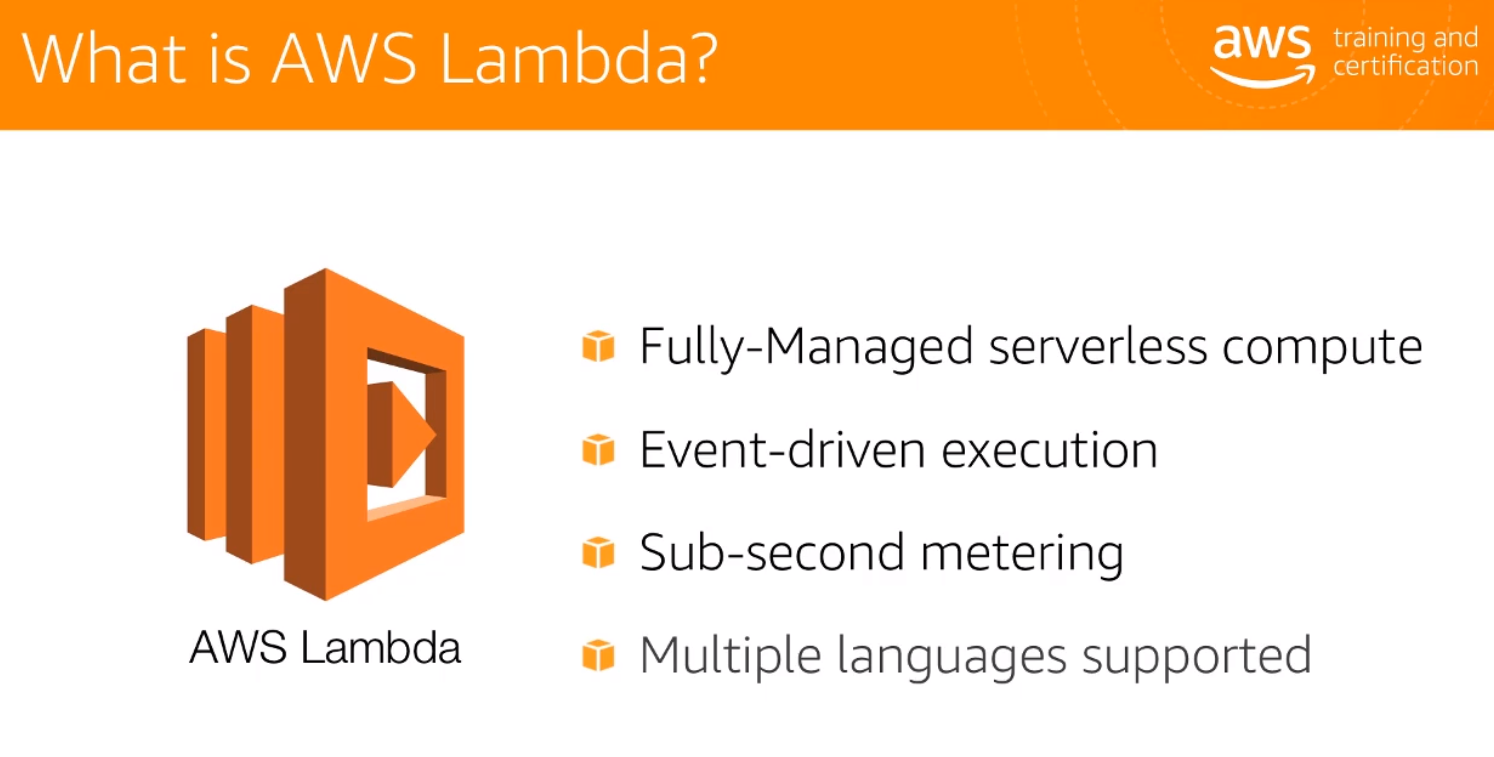 What is AWS Lambda?
aws training and
certification
Fully-Managed serverless compute
Event-driven execution
Sub-second metering
Multiple languages supported
AWS Lambda